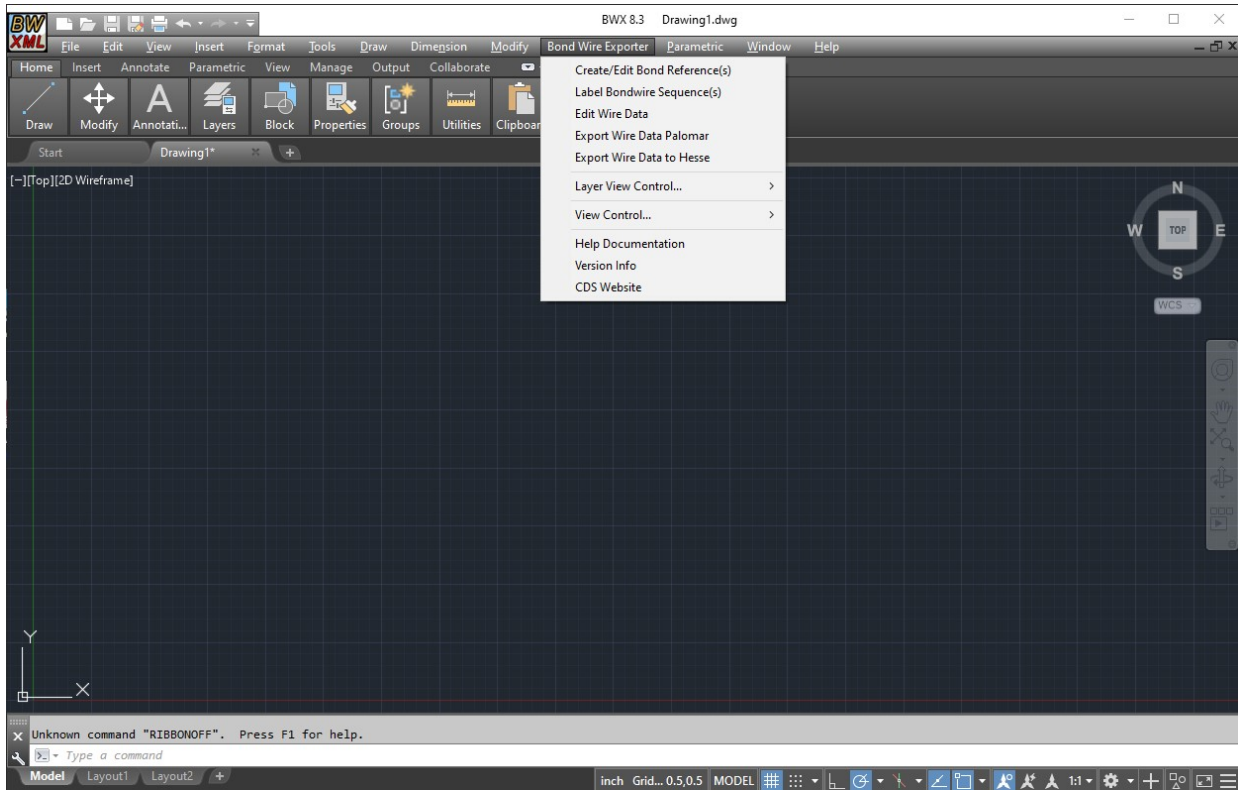 BW
XML
BWX 8.3 Drawing1.dwg
File Edit View Insert Format Tools Draw Dimension Modify Bond Wire Exporter Parametric Window Help
Home Insert Annotate Parametric View Manage Output Collaborate
Draw Modify Annotati... Layers Block Properties Groups Utilities Clipboar
Start Drawing1* +
[−][Top][2D Wireframe]
Create/Edit Bond Reference(s)
Label Bondwire Sequence(s)
Edit Wire Data
Export Wire Data Palomar
Export Wire Data to Hesse
Layer View Control... >
View Control... >
Help Documentation
Version Info
CDS Website
N
W TOP E
S
WCS
Y
X
Unknown command "RIBBONOFF". Press F1 for help.
Type a command
Model Layout1 Layout2 +
inch Grid... 0.5,0.5 MODEL 1:1